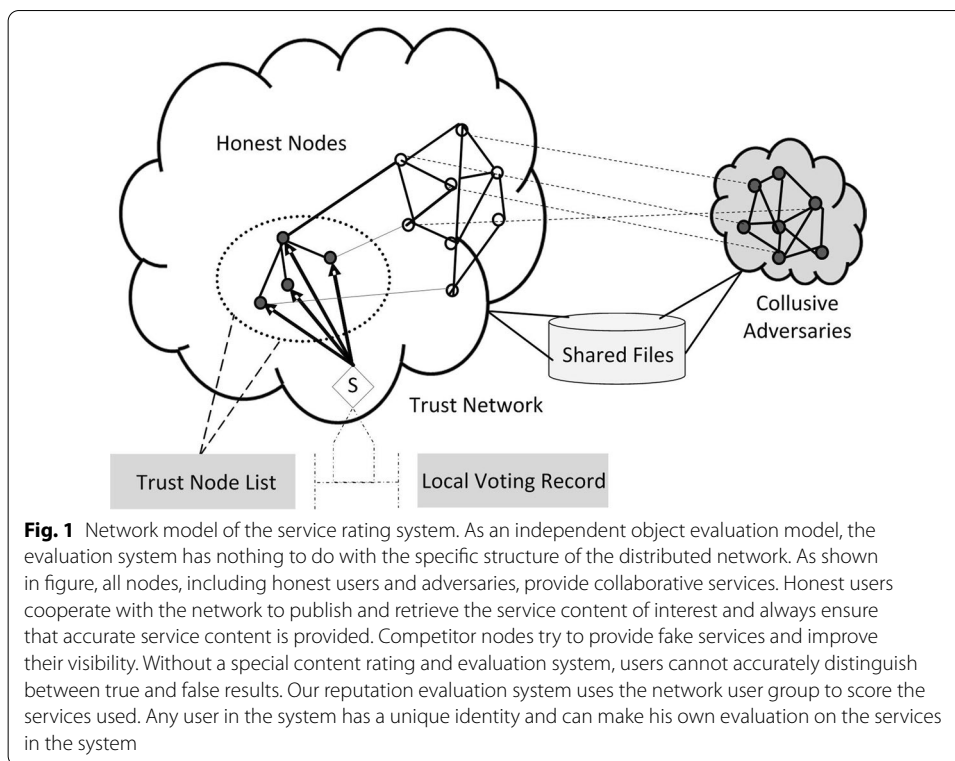 Honest Nodes
Collusive
Adversaries
Shared Files
S
Trust Network
Trust Node List
Local Voting Record
Fig. 1 Network model of the service rating system. As an independent object evaluation model, the
evaluation system has nothing to do with the specific structure of the distributed network. As shown
in figure, all nodes, including honest users and adversaries, provide collaborative services. Honest users
cooperate with the network to publish and retrieve the service content of interest and always ensure
that accurate service content is provided. Competitor nodes try to provide fake services and improve
their visibility. Without a special content rating and evaluation system, users cannot accurately distinguish
between true and false results. Our reputation evaluation system uses the network user group to score the
services used. Any user in the system has a unique identity and can make his own evaluation on the services
in the system